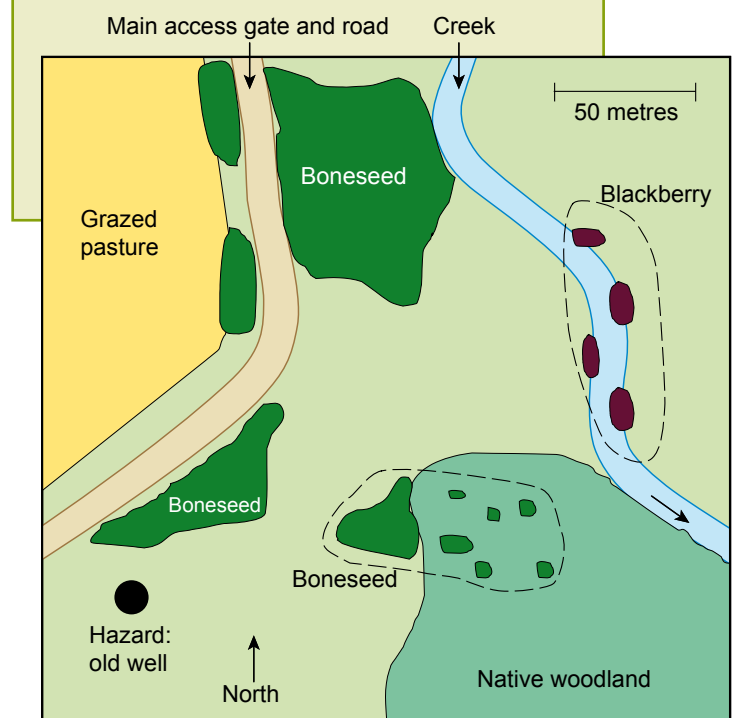 Main access gate and road
Creek
50 metres
Boneseed
Blackberry
Grazed
pasture
Boneseed
Boneseed
Hazard:
old well
North
Native woodland